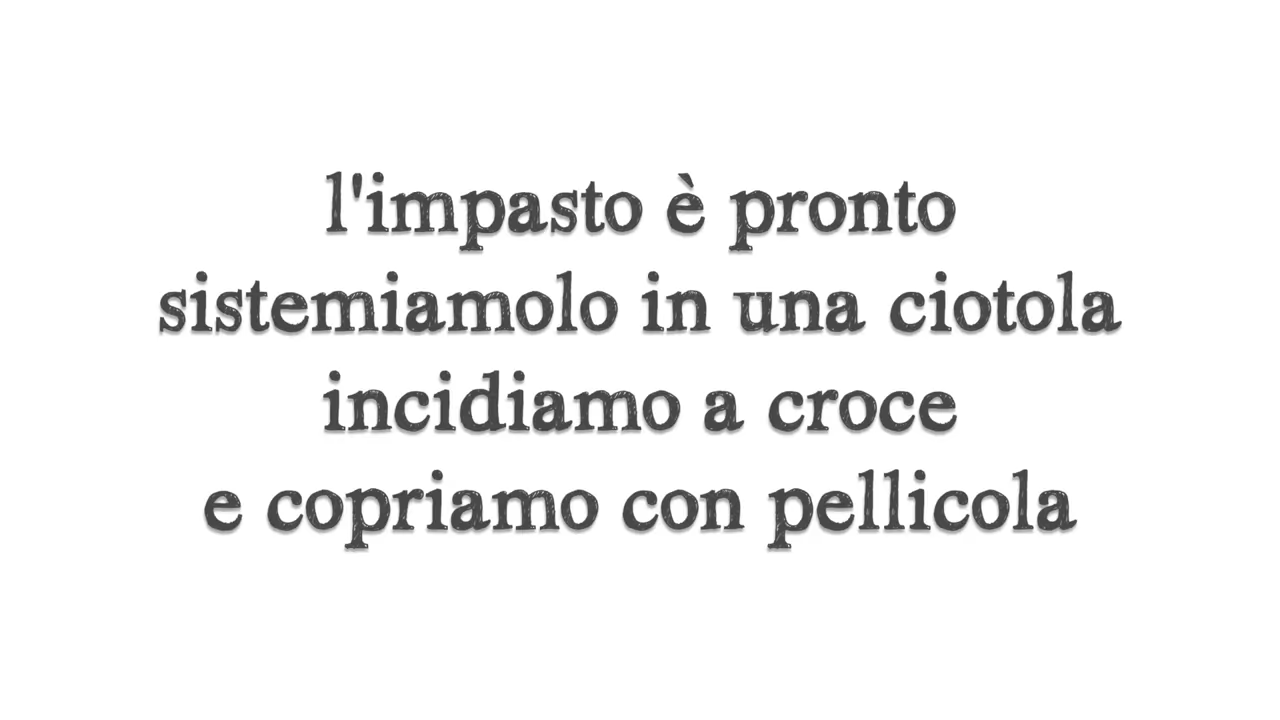 l'impasto è pronto
sistemiamolo in una ciotola
incidiamo a croce
e copriamo con pellicola